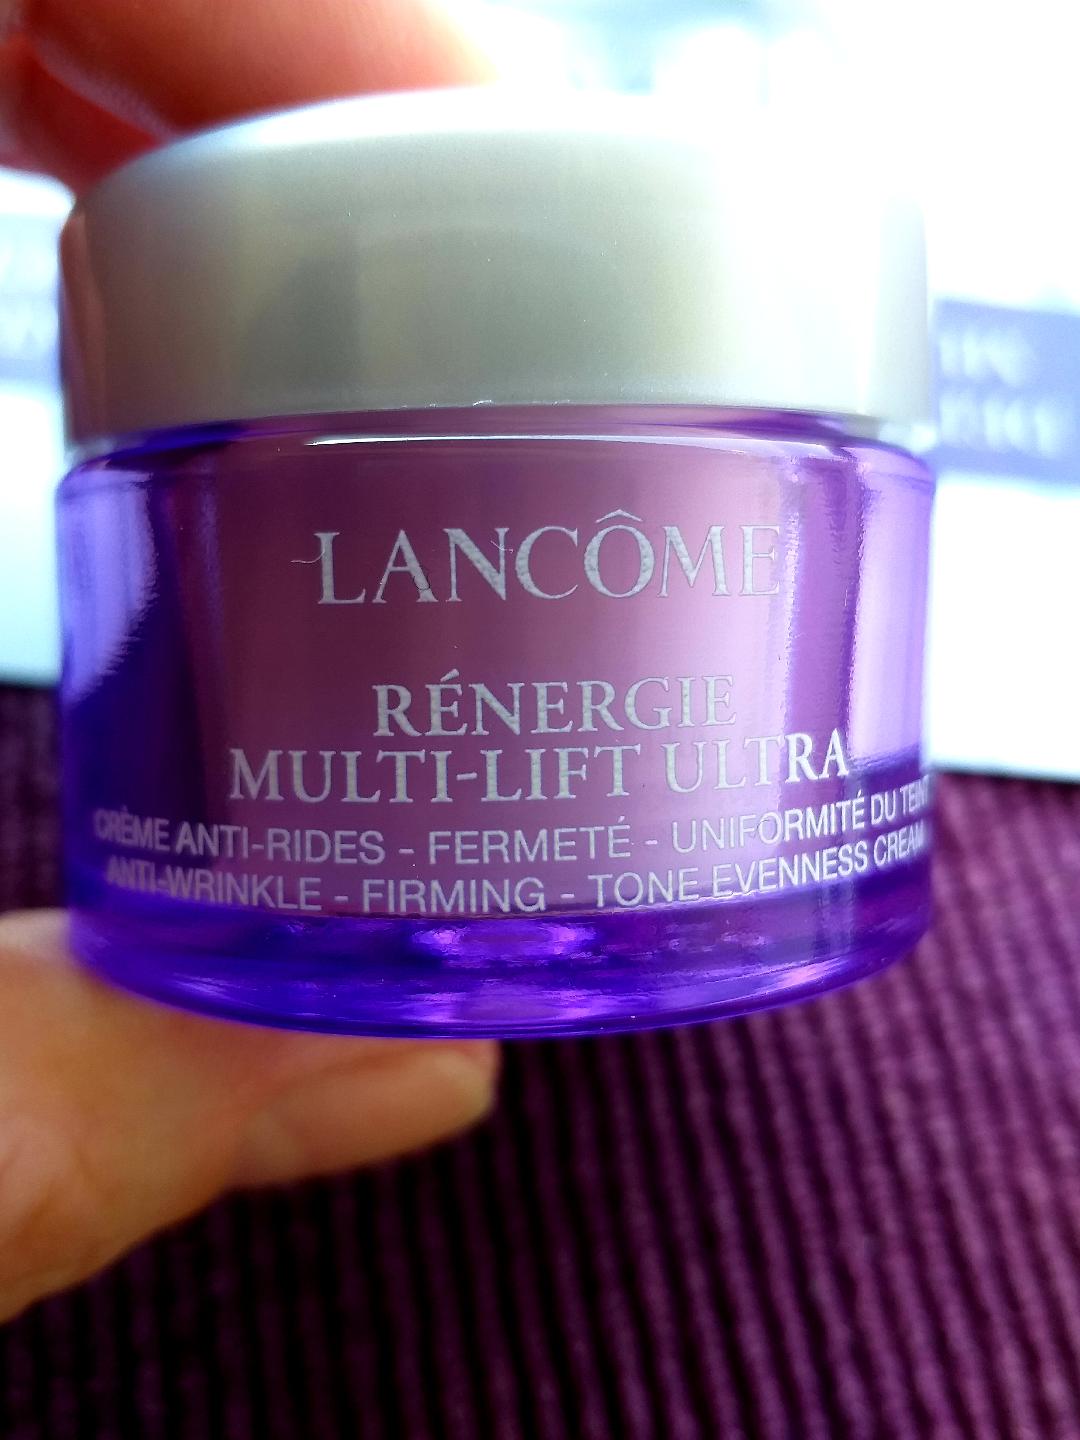 LANCÔME
RÉNERGIE
MULTI-LIFT ULTRA
CRÈME ANTI-RIDES - FERMETÉ - UNIFORMITÉ DU TEINT
ANTI-WRINKLE - FIRMING - TONE EVENNESS CREAM